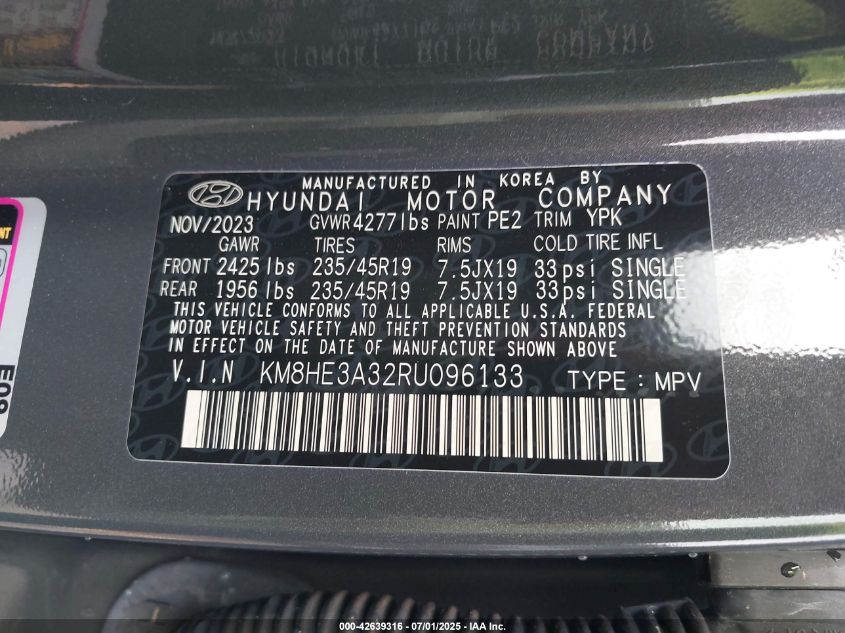 MANUFACTURED IN KOREA BY
HYUNDAI MOTOR COMPANY
NOV/2023 GVWR 4277lbs PAINT PE2 TRIM YPK
GAWR TIRES RIMS COLD TIRE INFL
FRONT 2425lbs 235/45R19 7.5JX19 33psi SINGLE
REAR 1956lbs 235/45R19 7.5JX19 33psi SINGLE
THIS VEHICLE CONFORMS TO ALL APPLICABLE U.S.A. FEDERAL
MOTOR VEHICLE SAFETY AND THEFT PREVENTION STANDARDS
IN EFFECT ON THE DATE OF MANUFACTURE SHOWN ABOVE
V.I.N KM8HE3A32RU096133 TYPE : MPV
E08
000-42639316 - 07/01/2025 - IAA Inc.